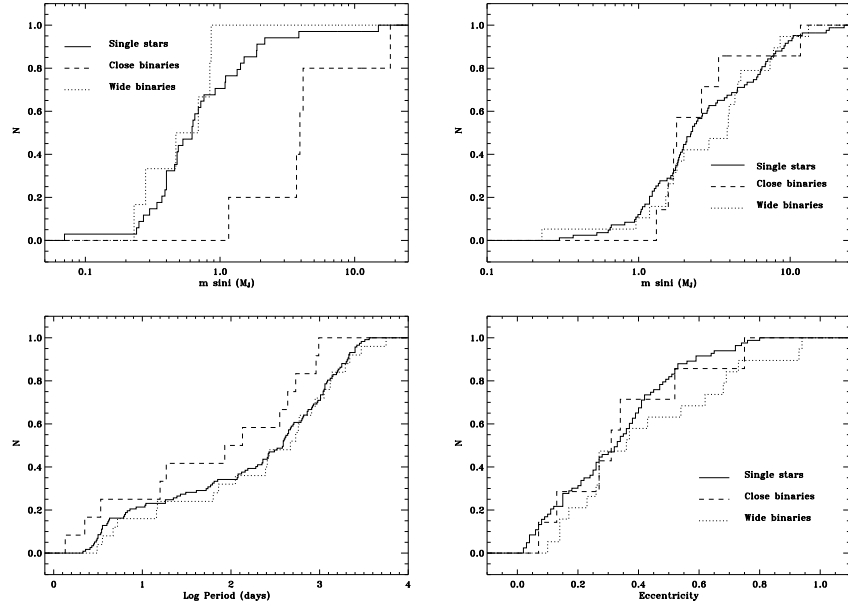 1.0
0.8
0.6
0.4
0.2
0.0
N
Single stars
Close binaries
Wide binaries
0.1
1.0
10.0
m sini (MJ)
1.0
0.8
0.6
0.4
0.2
0.0
N
Single stars
Close binaries
Wide binaries
0.1
1.0
10.0
m sini (MJ)
1.0
0.8
0.6
0.4
0.2
0.0
N
0
1
2
3
4
Log Period (days)
1.0
0.8
0.6
0.4
0.2
0.0
N
Single stars
Close binaries
Wide binaries
0.0
0.2
0.4
0.6
0.8
1.0
Eccentricity